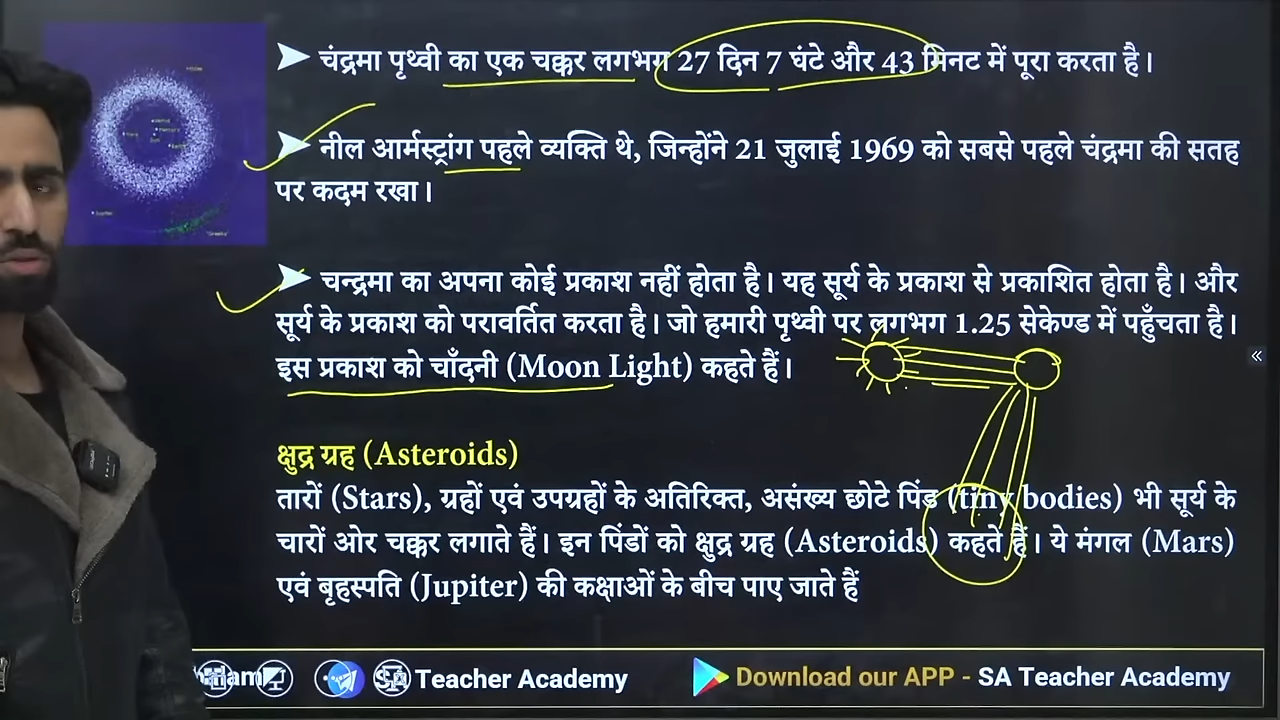 ➤ चंद्रमा पृथ्वी का एक चक्कर लगभग 27 दिन 7 घंटे और 43 मिनट में पूरा करता है।
➤ नील आर्मस्ट्रांग पहले व्यक्ति थे, जिन्होंने 21 जुलाई 1969 को सबसे पहले चंद्रमा की सतह
पर कदम रखा।
➤ चन्द्रमा का अपना कोई प्रकाश नहीं होता है। यह सूर्य के प्रकाश से प्रकाशित होता है। और
सूर्य के प्रकाश को परावर्तित करता है। जो हमारी पृथ्वी पर लगभग 1.25 सेकेण्ड में पहुँचता है।
इस प्रकाश को चाँदनी (Moon Light) कहते हैं।
«
क्षुद्र ग्रह (Asteroids)
तारों (Stars), ग्रहों एवं उपग्रहों के अतिरिक्त, असंख्य छोटे पिंड (tiny bodies) भी सूर्य के
चारों ओर चक्कर लगाते हैं। इन पिंडों को क्षुद्र ग्रह (Asteroids) कहते हैं। ये मंगल (Mars)
एवं बृहस्पति (Jupiter) की कक्षाओं के बीच पाए जाते हैं
SA Teacher Academy
Download our APP - SA Teacher Academy